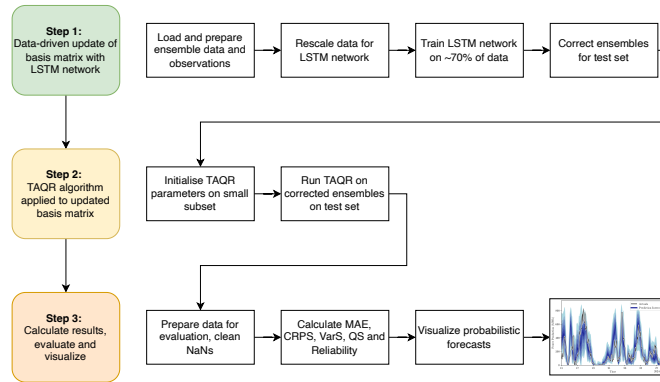 Step 1:
Data-driven update of
basis matrix with
LSTM network
Load and prepare
ensemble data and
observations
Rescale data for
LSTM network
Train LSTM network
on ~70% of data
Correct ensembles
for test set
Step 2:
TAQR algorithm
applied to updated
basis matrix
Initialise TAQR
parameters on small
subset
Run TAQR on
corrected ensembles
on test set
Step 3:
Calculate results,
evaluate and
visualize
Prepare data for
evaluation, clean
NaNs
Calculate MAE,
CRPS, VarS, QS and
Reliability
Visualize probabilistic
forecasts